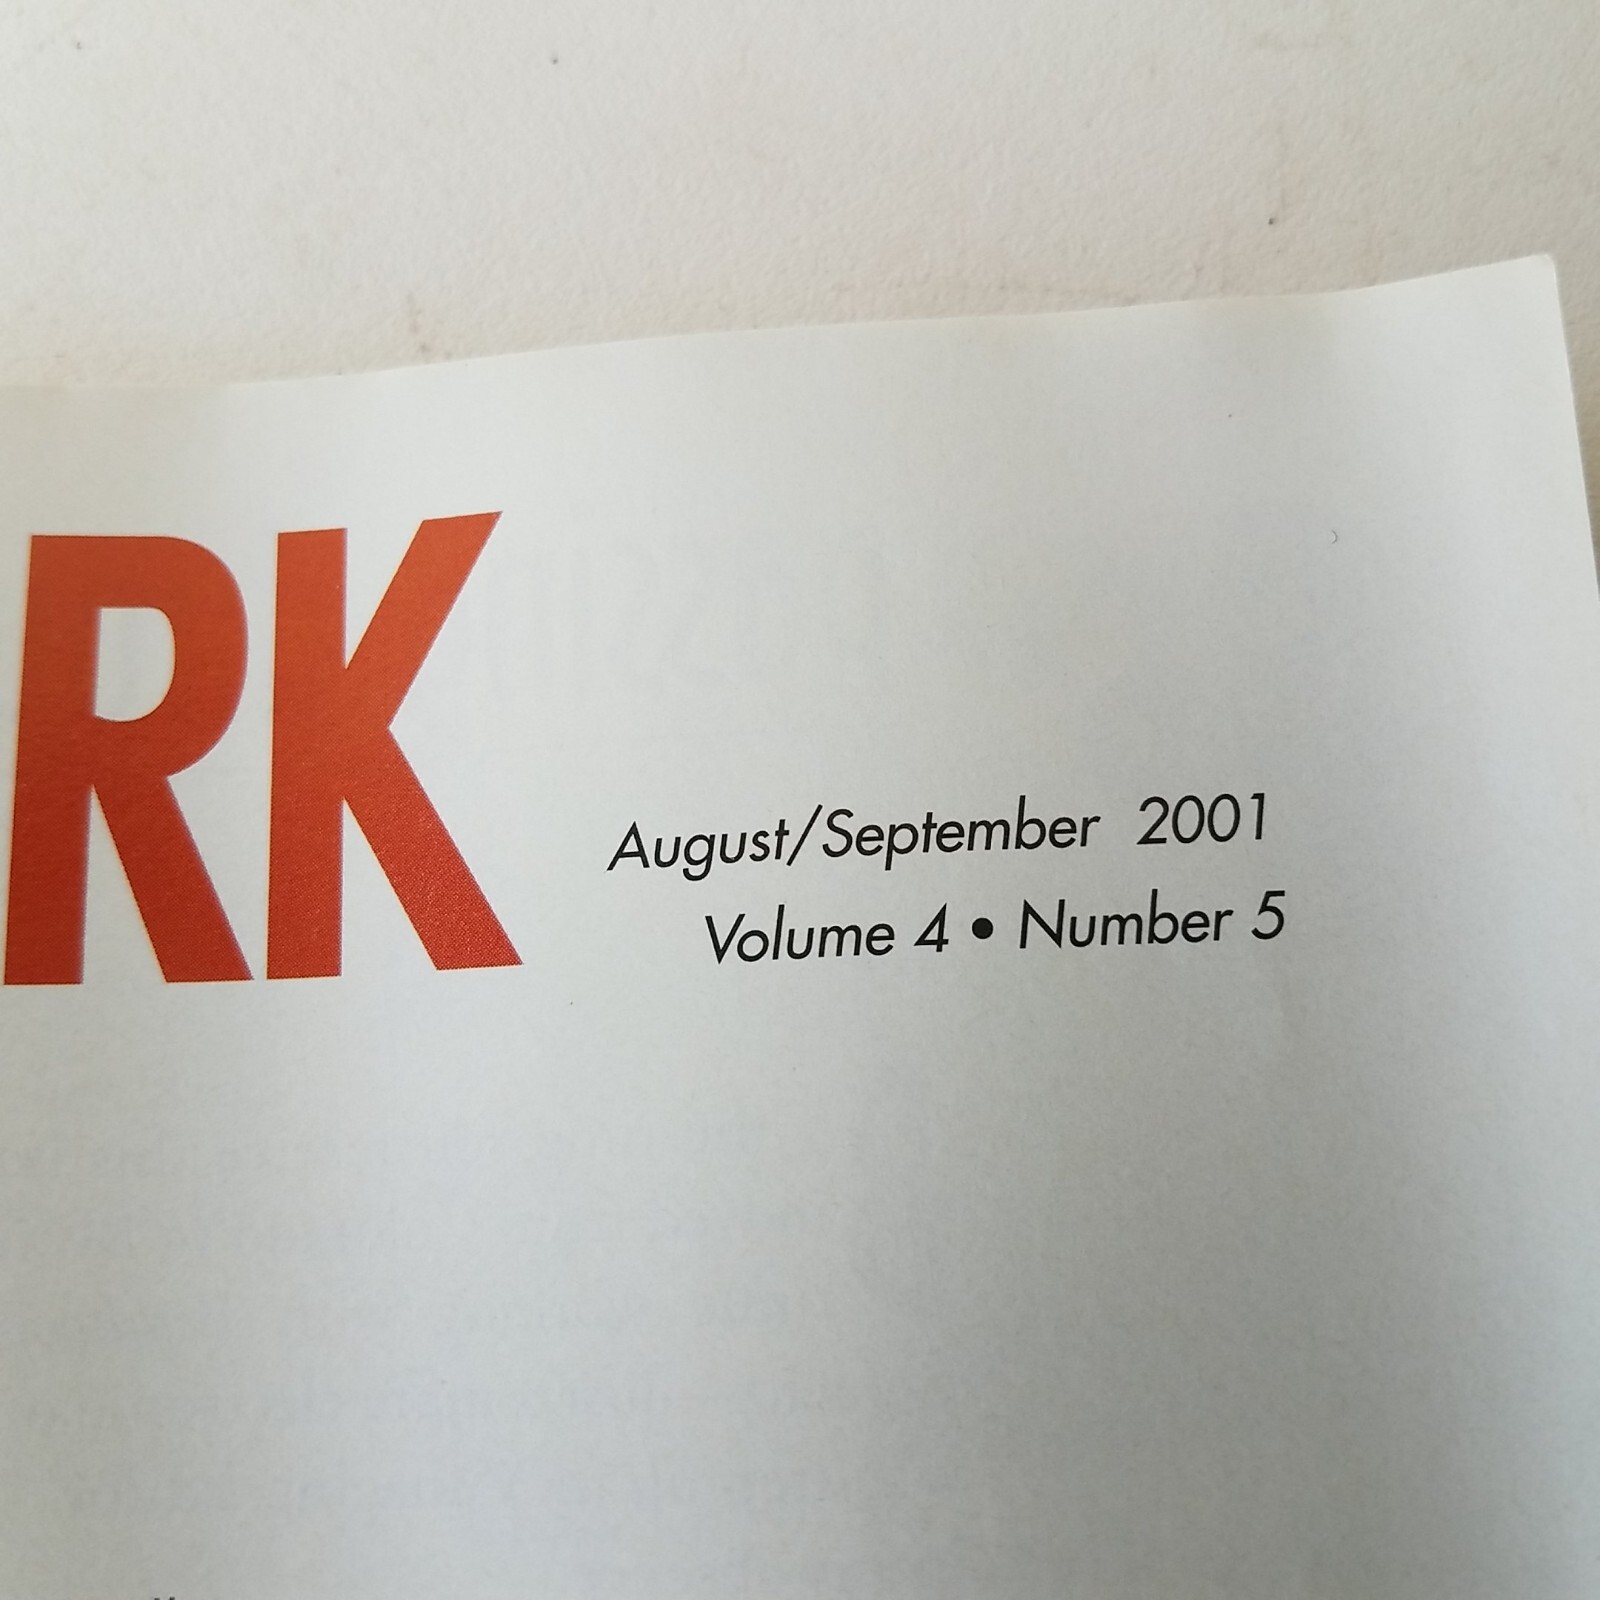 RK
August/September 2001
Volume 4 • Number 5